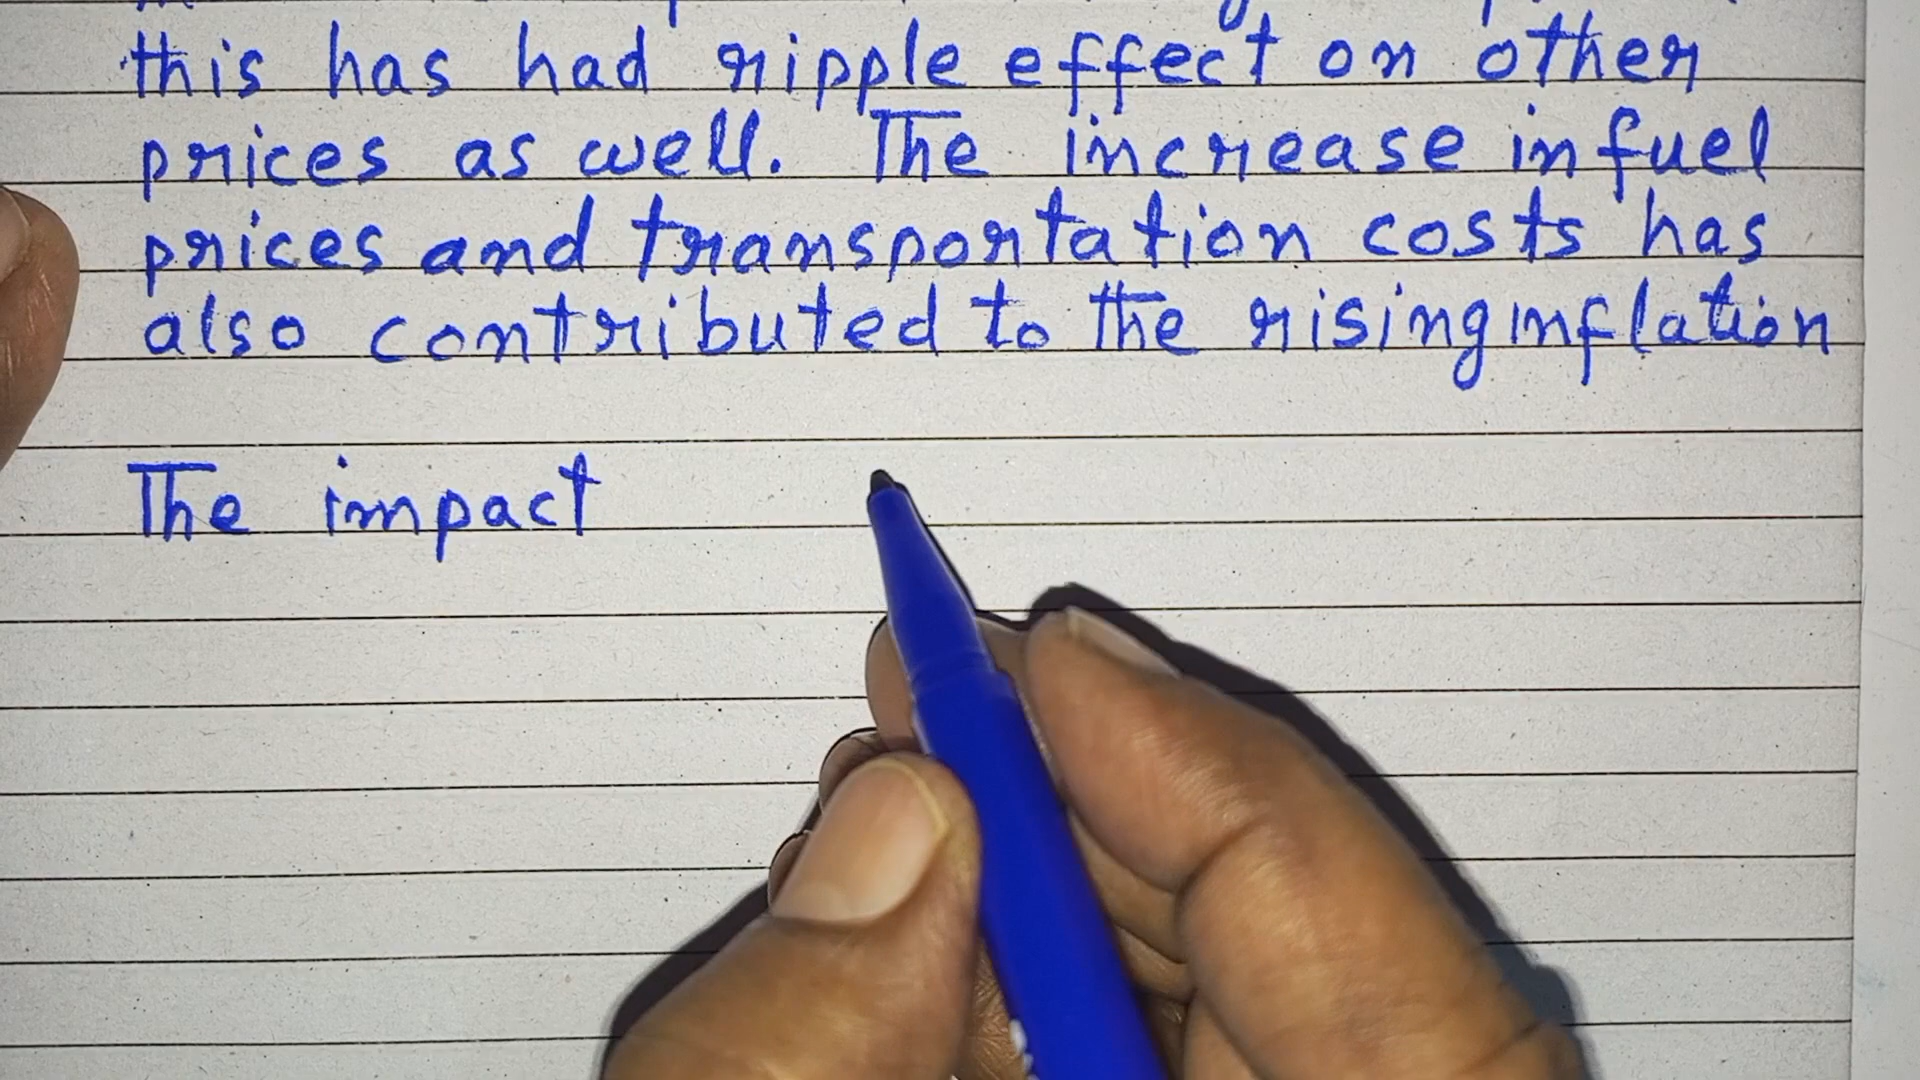 this has had ripple effect on other
prices as well. The increase in fuel
prices and transportation costs has
also contributed to the rising inflation
The impact